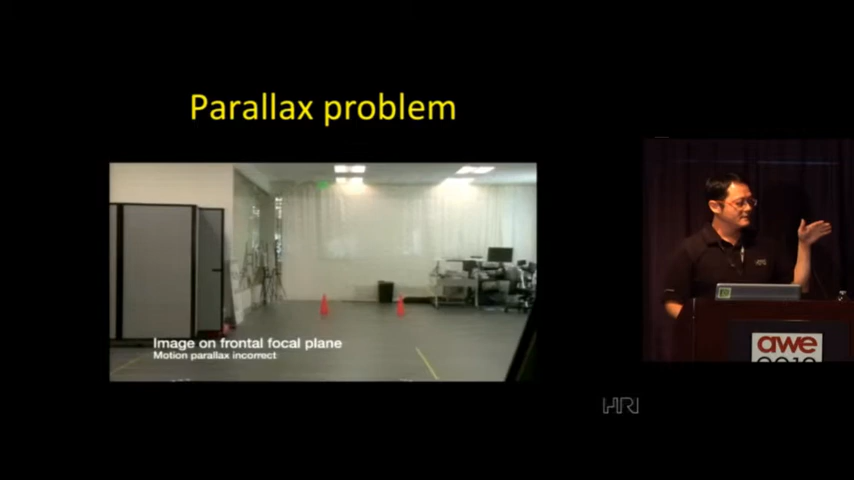 Parallax problem
Image on frontal focal plane
Motion parallax incorrect
awe
HRI